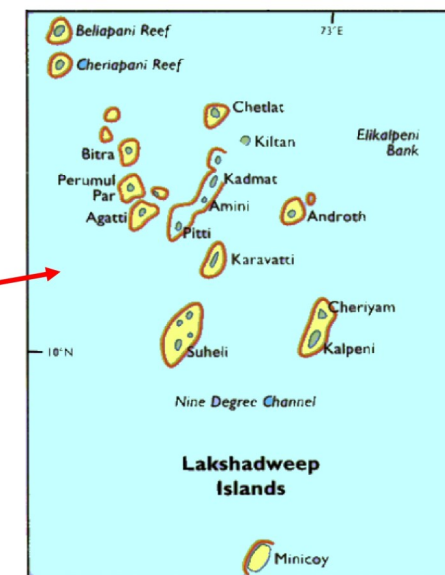 Beliapani Reef
73°E
Cheriapani Reef
Chetlat
Kiltan
Elikalpeni
Bank
Bitra
Perumul
Par
Kadmat
Agatti
Amini
Androth
Pitti
Karavatti
Cheriyam
10°N
Suheli
Kalpeni
Nine Degree Channel
Lakshadweep
Islands
Minicoy